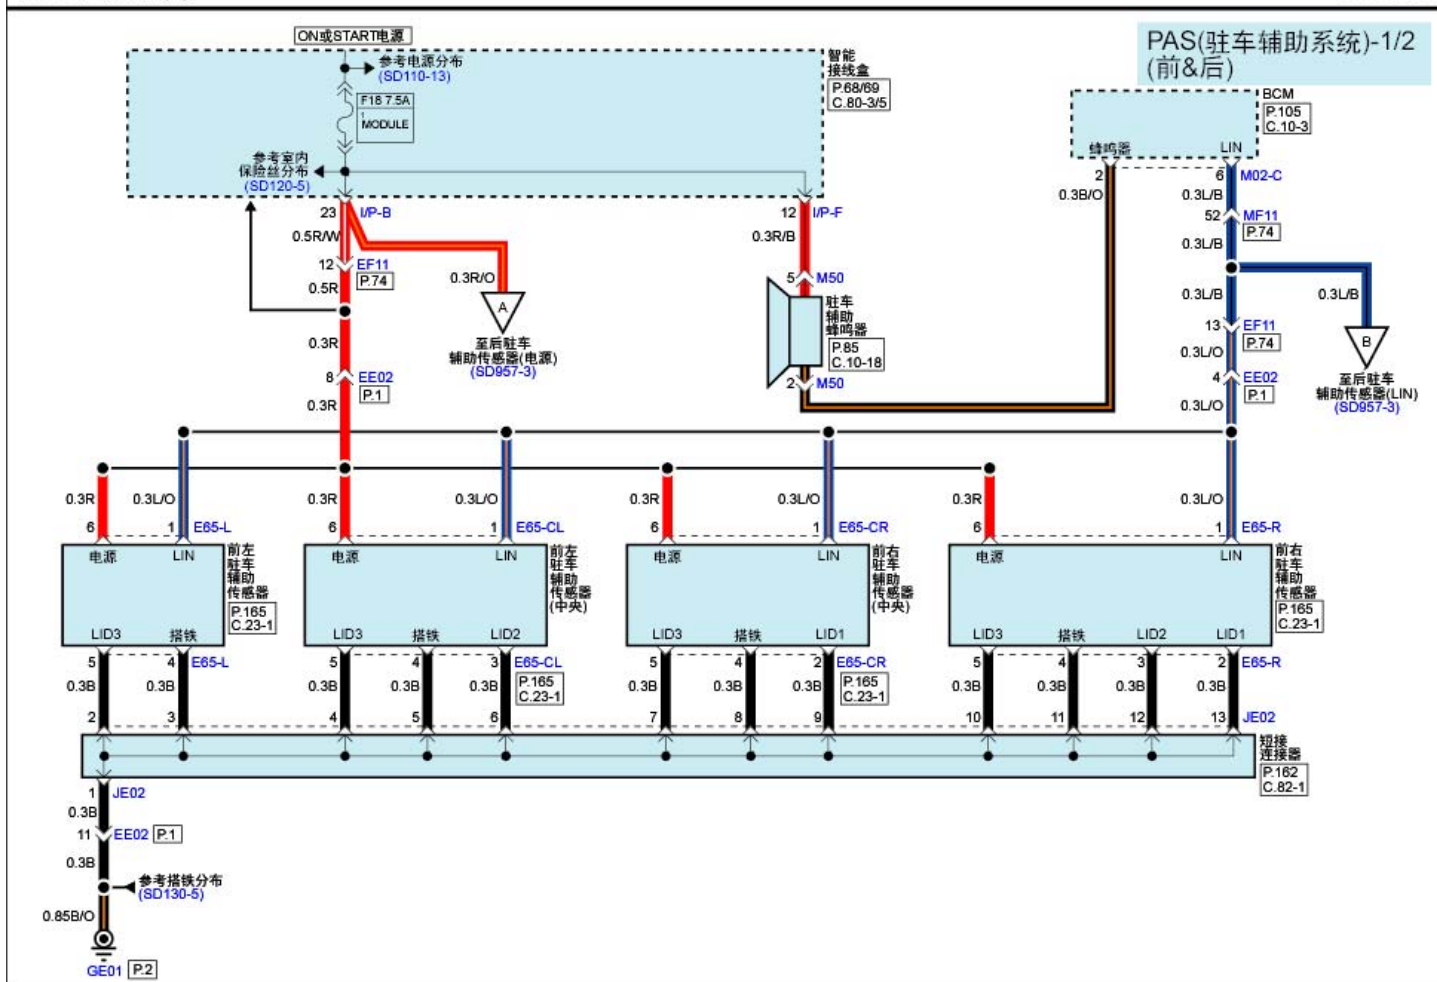 ON或START电源
PAS(驻车辅助系统)-1/2
(前&后)
参考电源分布
(SD110-13)
F18 7.5A
1
MODULE
智能
接线盒
P.68/69
C.80-3/5
参考室内
保险丝分布
(SD120-5)
BCM
P.105
C.10-3
蜂鸣器
LIN
2
6
M02-C
0.3B/O
0.3L/B
52
MF11
P.74
0.3L/B
23
I/P-B
12
I/P-F
0.5R/W
0.3R/B
12
EF11
P.74
0.5R
0.3R/O
A
至后驻车
辅助传感器(电源)
(SD957-3)
5
M50
驻车
辅助
蜂鸣器
P.85
C.10-18
2
M50
0.3L/B
0.3L/B
13
EF11
P.74
B
至后驻车
辅助传感器(LIN)
(SD957-3)
0.3L/O
4
EE02
P.1
0.3L/O
0.3R
8
EE02
P.1
0.3R
0.3R
0.3L/O
0.3R
0.3L/O
0.3R
0.3L/O
0.3R
0.3L/O
6
1
E65-L
6
1
E65-CL
6
1
E65-CR
6
1
E65-R
电源
LIN
前左
驻车
辅助
传感器
P.165
C.23-1
LID3
搭铁
电源
LIN
前左
驻车
辅助
传感器
(中央)
LID3
搭铁
LID2
电源
LIN
前右
驻车
辅助
传感器
(中央)
LID3
搭铁
LID1
电源
LIN
前右
驻车
辅助
传感器
P.165
C.23-1
LID3
搭铁
LID2
LID1
5
4
E65-L
5
4
3
E65-CL
P.165
C.23-1
5
4
2
E65-CR
P.165
C.23-1
5
4
3
2
E65-R
0.3B
0.3B
0.3B
0.3B
0.3B
0.3B
0.3B
0.3B
0.3B
0.3B
0.3B
0.3B
2
3
4
5
6
7
8
9
10
11
12
13
JE02
短接
连接器
P.162
C.82-1
1
JE02
0.3B
11
EE02
P.1
0.3B
参考搭铁分布
(SD130-5)
0.85B/O
GE01
P.2